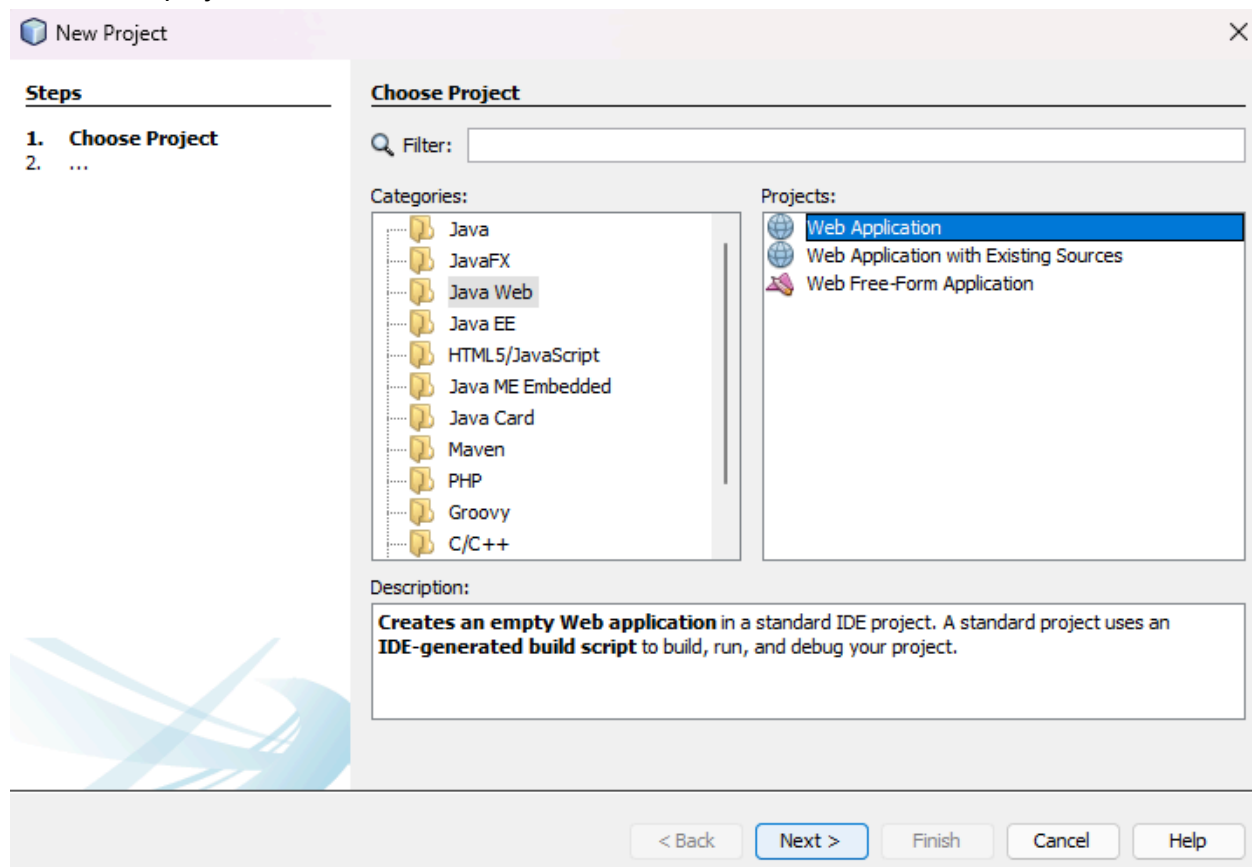 New Project
Steps
1. Choose Project
2. ...
Choose Project
Filter:
Categories:
Java
JavaFX
Java Web
Java EE
HTML5/JavaScript
Java ME Embedded
Java Card
Maven
PHP
Groovy
C/C++
Projects:
Web Application
Web Application with Existing Sources
Web Free-Form Application
Description:
Creates an empty Web application in a standard IDE project. A standard project uses an
IDE-generated build script to build, run, and debug your project.
< Back
Next >
Finish
Cancel
Help